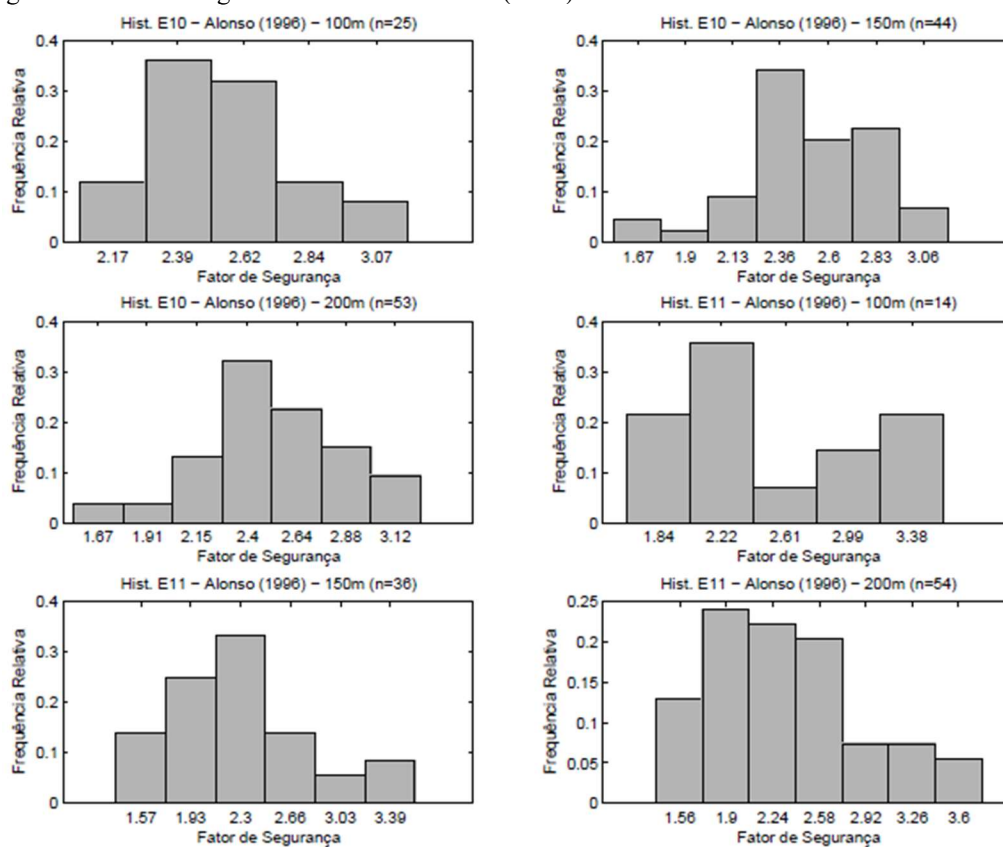 Hist. E10 − Alonso (1996) − 100m (n=25)
0.4
0.3
0.2
0.1
0
Frequência Relativa
2.17 2.39 2.62 2.84 3.07
Fator de Segurança
Hist. E10 − Alonso (1996) − 150m (n=44)
0.4
0.3
0.2
0.1
0
Frequência Relativa
1.67 1.9 2.13 2.36 2.6 2.83 3.06
Fator de Segurança
Hist. E10 − Alonso (1996) − 200m (n=53)
0.4
0.3
0.2
0.1
0
Frequência Relativa
1.67 1.91 2.15 2.4 2.64 2.88 3.12
Fator de Segurança
Hist. E11 − Alonso (1996) − 100m (n=14)
0.4
0.3
0.2
0.1
0
Frequência Relativa
1.84 2.22 2.61 2.99 3.38
Fator de Segurança
Hist. E11 − Alonso (1996) − 150m (n=36)
0.4
0.3
0.2
0.1
0
Frequência Relativa
1.57 1.93 2.3 2.66 3.03 3.39
Fator de Segurança
Hist. E11 − Alonso (1996) − 200m (n=54)
0.25
0.2
0.15
0.1
0.05
0
Frequência Relativa
1.56 1.9 2.24 2.58 2.92 3.26 3.6
Fator de Segurança